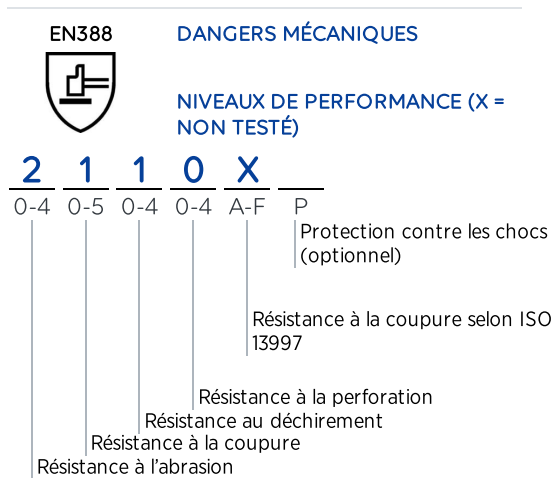 EN388
DANGERS MÉCANIQUES
NIVEAUX DE PERFORMANCE (X =
NON TESTÉ)
2 1 1 0 X
0-4 0-5 0-4 0-4 A-F P
Protection contre les chocs
(optionnel)
Résistance à la coupure selon ISO
13997
Résistance à la perforation
Résistance au déchirement
Résistance à la coupure
Résistance à l'abrasion